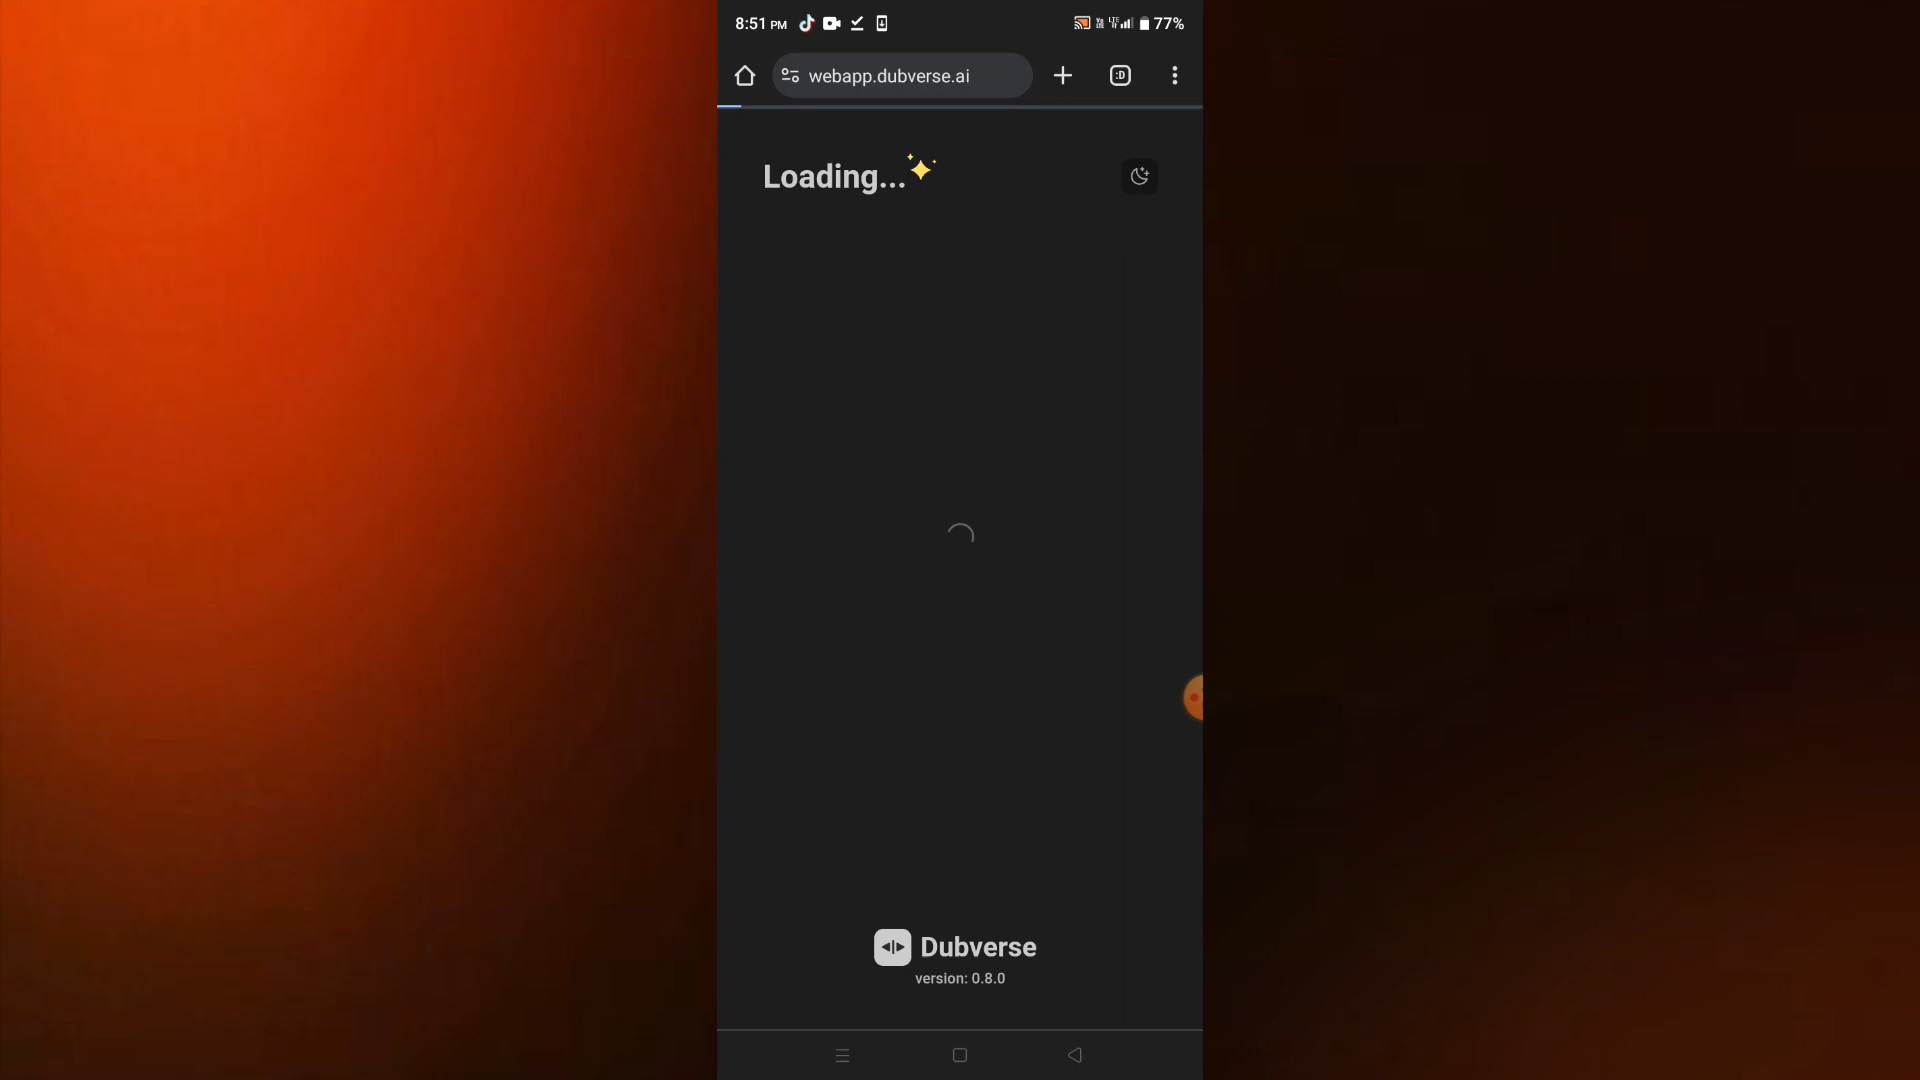 8:51 PM
77%
webapp.dubverse.ai
:D
Loading...
Dubverse
version: 0.8.0